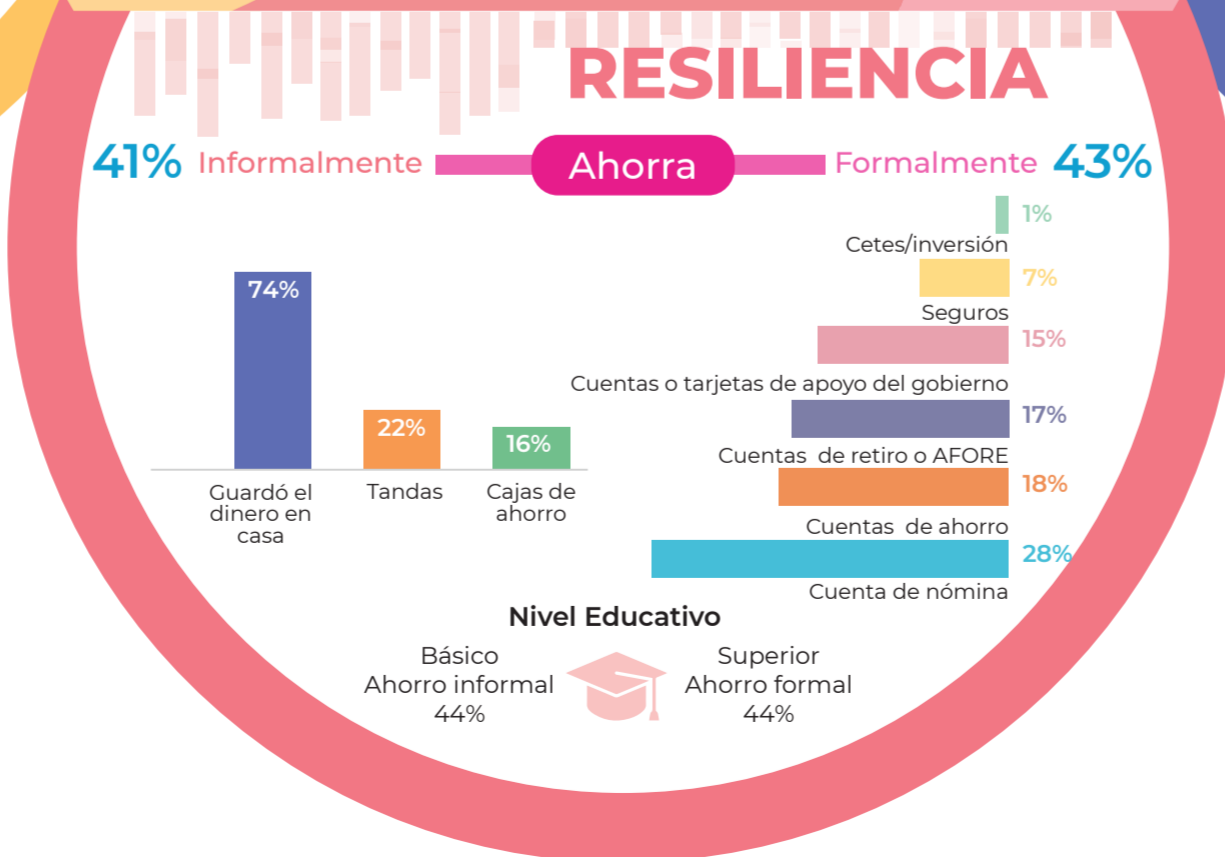 RESILIENCIA
41% Informalmente Ahorra Formalmente 43%
74%
22%
16%
Guardó el
dinero en
casa
Tandas
Cajas de
ahorro
1%
Cetes/inversión
7%
Seguros
15%
Cuentas o tarjetas de apoyo del gobierno
17%
Cuentas de retiro o AFORE
18%
Cuentas de ahorro
28%
Cuenta de nómina
Nivel Educativo
Básico
Ahorro informal
44%
Superior
Ahorro formal
44%